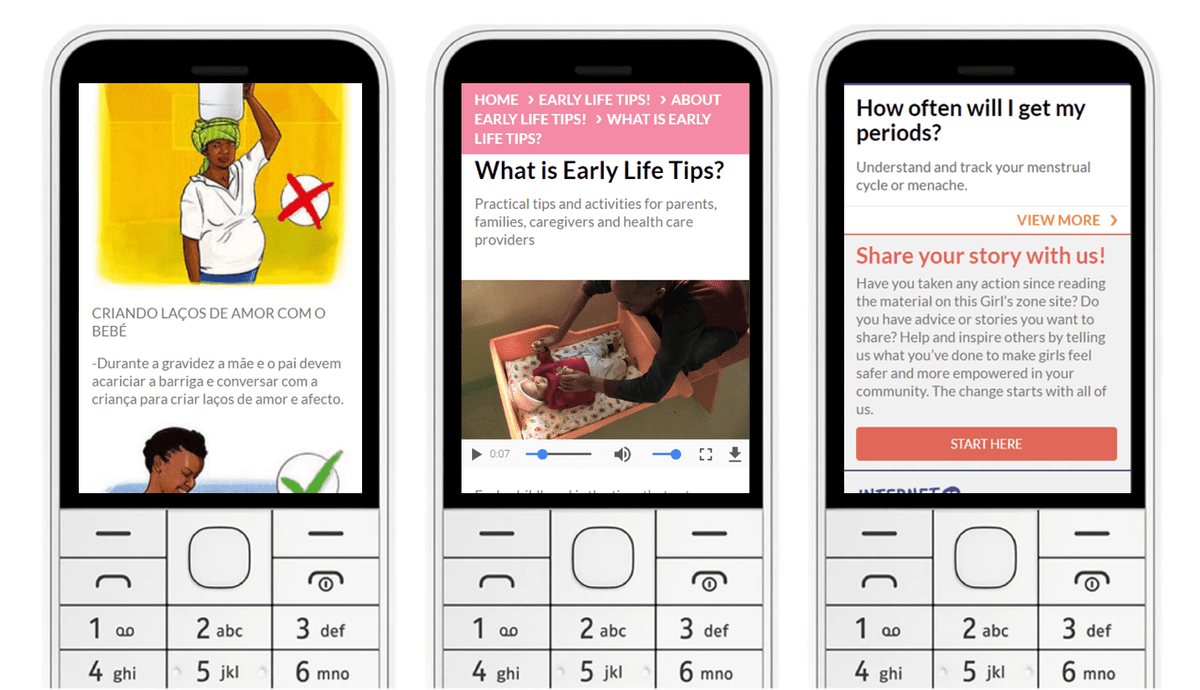 CRIANDO LAÇOS DE AMOR COM O
BEBÉ
-Durante a gravidez a mãe e o pai devem
acariciar a barriga e conversar com a
criança para criar laços de amor e afecto.
1
2 abc
3 def
4 ghi
5 jkl
6 mno
HOME > EARLY LIFE TIPS! > ABOUT
EARLY LIFE TIPS! > WHAT IS EARLY
LIFE TIPS?
What is Early Life Tips?
Practical tips and activities for parents,
families, caregivers and health care
providers
0:07
1
2 abc
3 def
4 ghi
5 jkl
6 mno
How often will I get my
periods?
Understand and track your menstrual
cycle or menache.
VIEW MORE >
Share your story with us!
Have you taken any action since reading
the material on this Girl’s zone site? Do
you have advice or stories you want to
share? Help and inspire others by telling
us what you’ve done to make girls feel
safer and more empowered in your
community. The change starts with all of
us.
START HERE
INTERNET
1
2 abc
3 def
4 ghi
5 jkl
6 mno